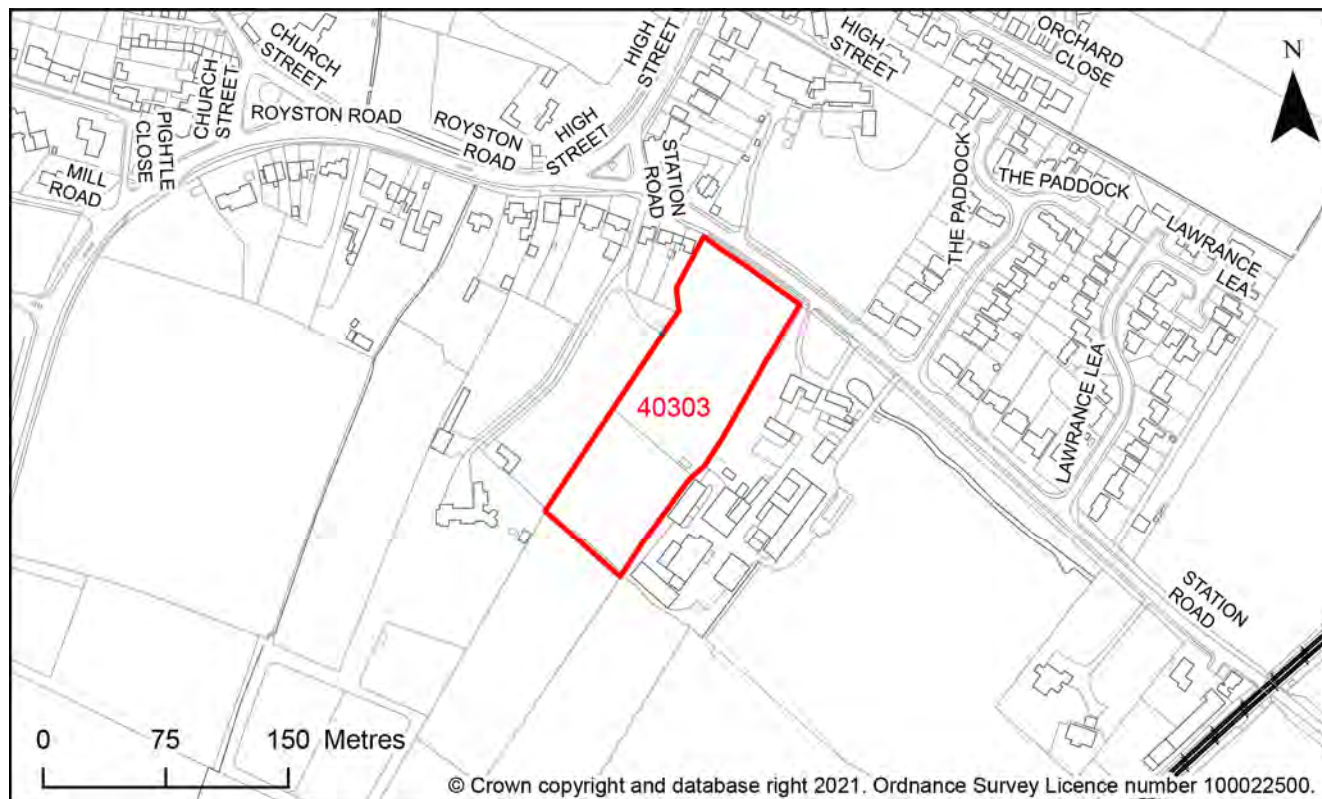 ORCHARD
CLOSE
HIGH
STREET
HIGH
STREET
CHURCH
STREET
N
CHURCH
STREET
PIGHTLE
CLOSE
ROYSTON ROAD
ROYSTON
ROAD
HIGH
STREET
MILL
ROAD
STATION
ROAD
THE PADDOCK
THE PADDOCK
LAWRANCE
LEA
LAWRANCE LEA
40303
STATION
ROAD
0 75 150 Metres
© Crown copyright and database right 2021. Ordnance Survey Licence number 100022500.